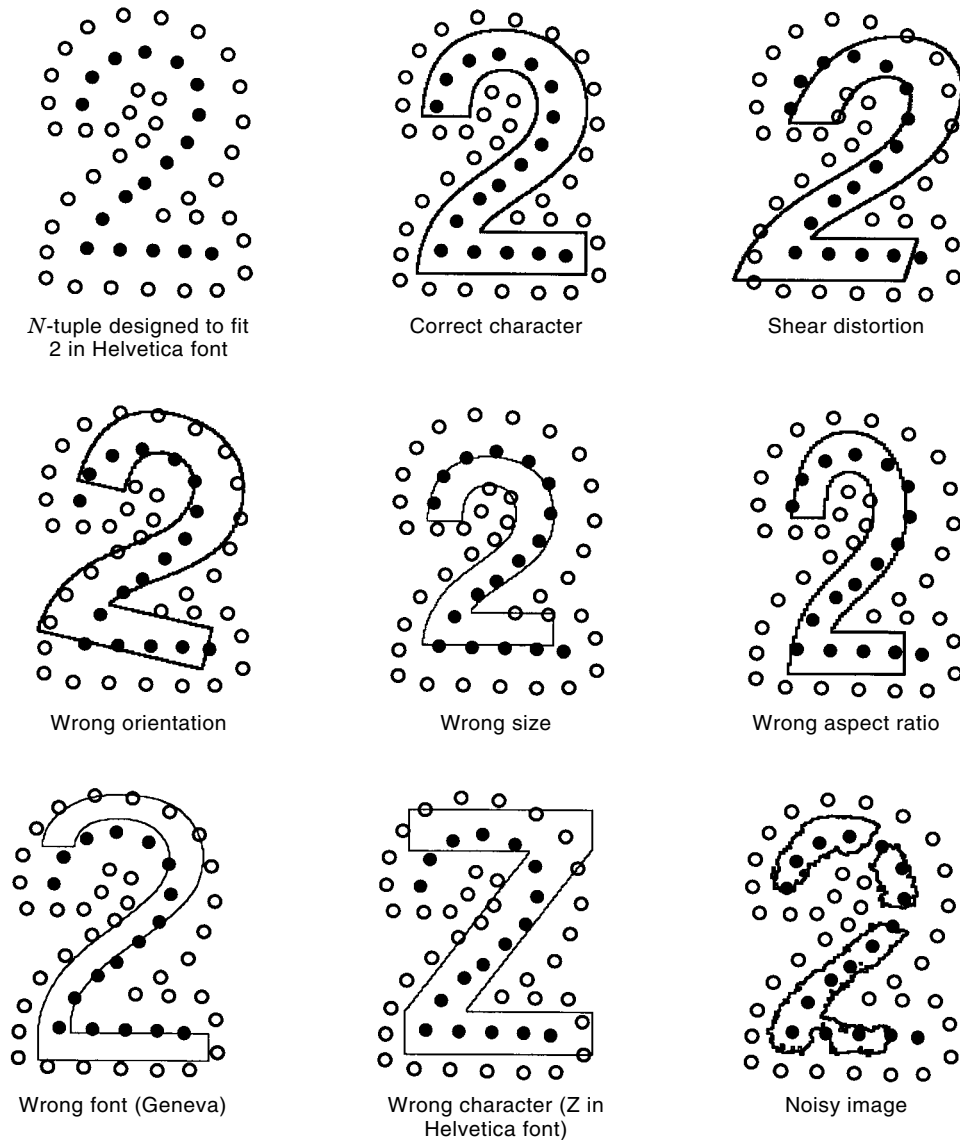 N-tuple designed to fit
2 in Helvetica font
Correct character
Shear distortion
Wrong orientation
Wrong size
Wrong aspect ratio
Wrong font (Geneva)
Wrong character (Z in
Helvetica font)
Noisy image